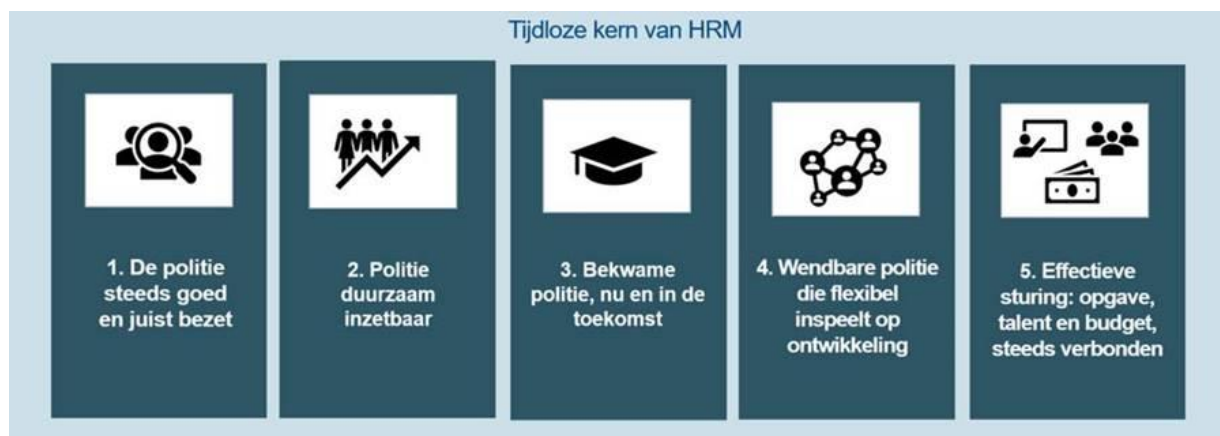 Tijdloze kern van HRM
1. De politie
steeds goed
en juist bezet
2. Politie
duurzaam
inzetbaar
3. Bekwame
politie, nu en in de
toekomst
4. Wendbare politie
die flexibel
inspeelt op
ontwikkeling
5. Effectieve
sturing: opgave,
talent en budget,
steeds verbonden